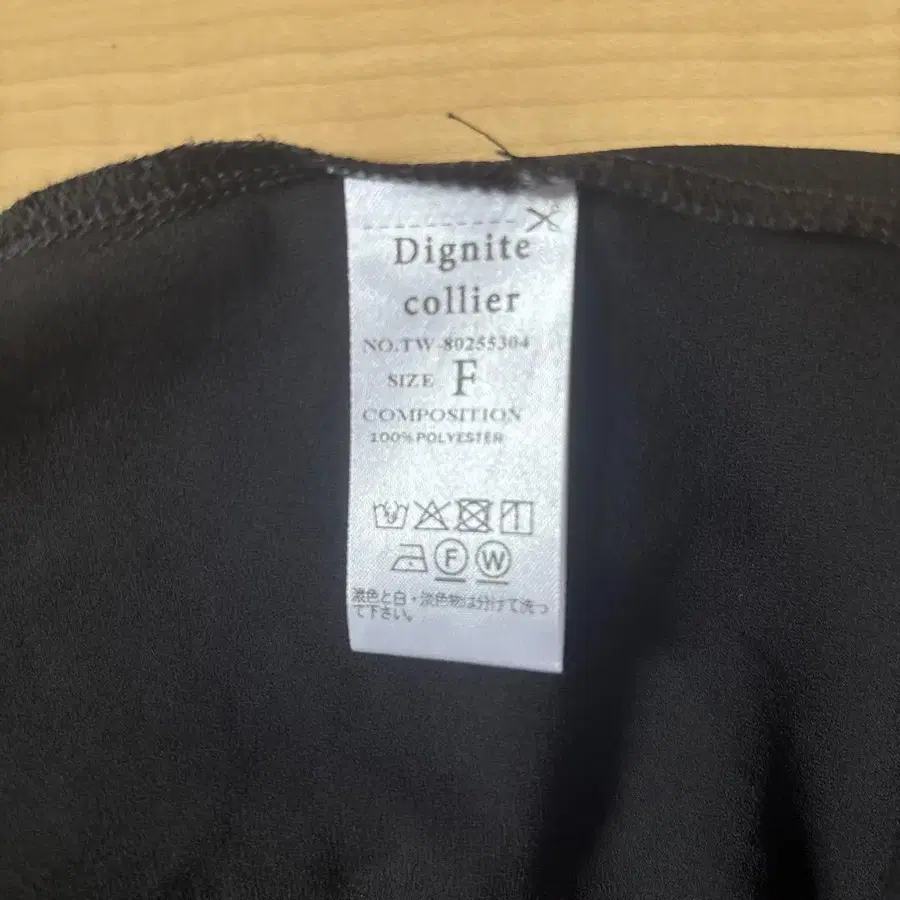 Dignite
collier
NO.TW-80255304
SIZE F
COMPOSITION
100%POLYESTER
F W
濃色と白・淡色物は分けて洗っ
て下さい。